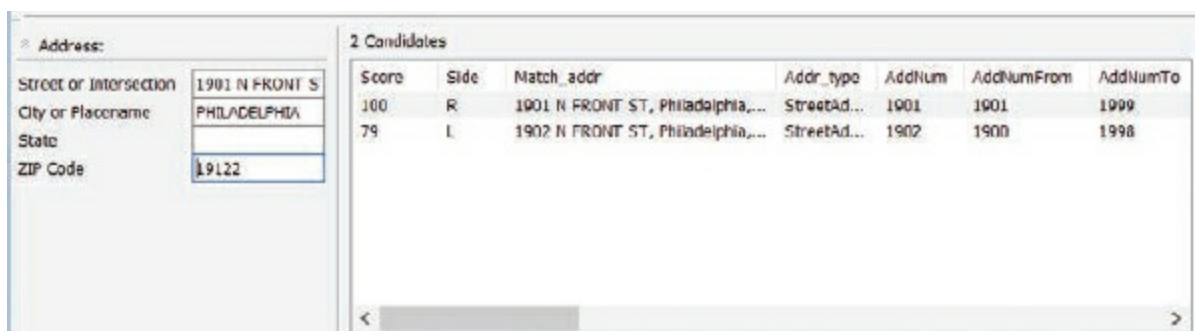 Address:
Street or Intersection 1901 N FRONT S
City or Placename PHILADELPHIA
State
ZIP Code 19122
2 Candidates
Score Side Match_addr Addr_type AddNum AddNumFrom AddNumTo
100 R 1901 N FRONT ST, Philadelphia,... StreetAd... 1901 1901 1999
79 L 1902 N FRONT ST, Philadelphia,... StreetAd... 1902 1900 1998